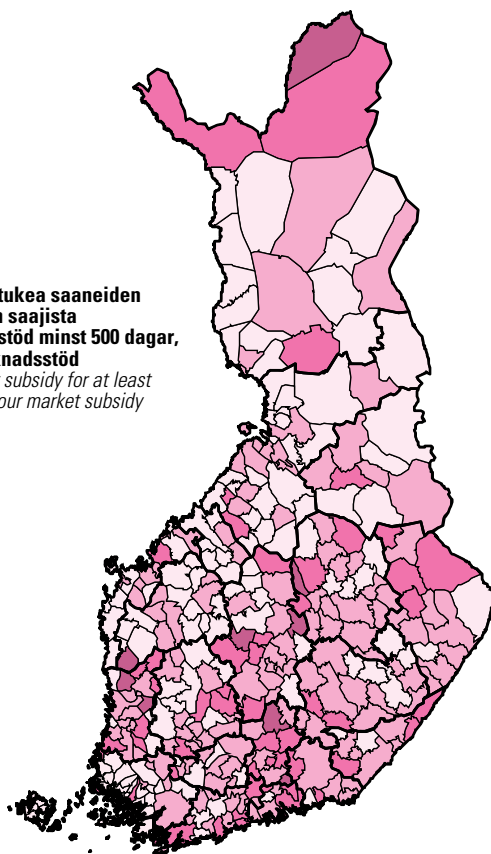 tukea saaneiden
saajista
stöd minst 500 dagar,
nadsstöd
subsidy for at least
our market subsidy